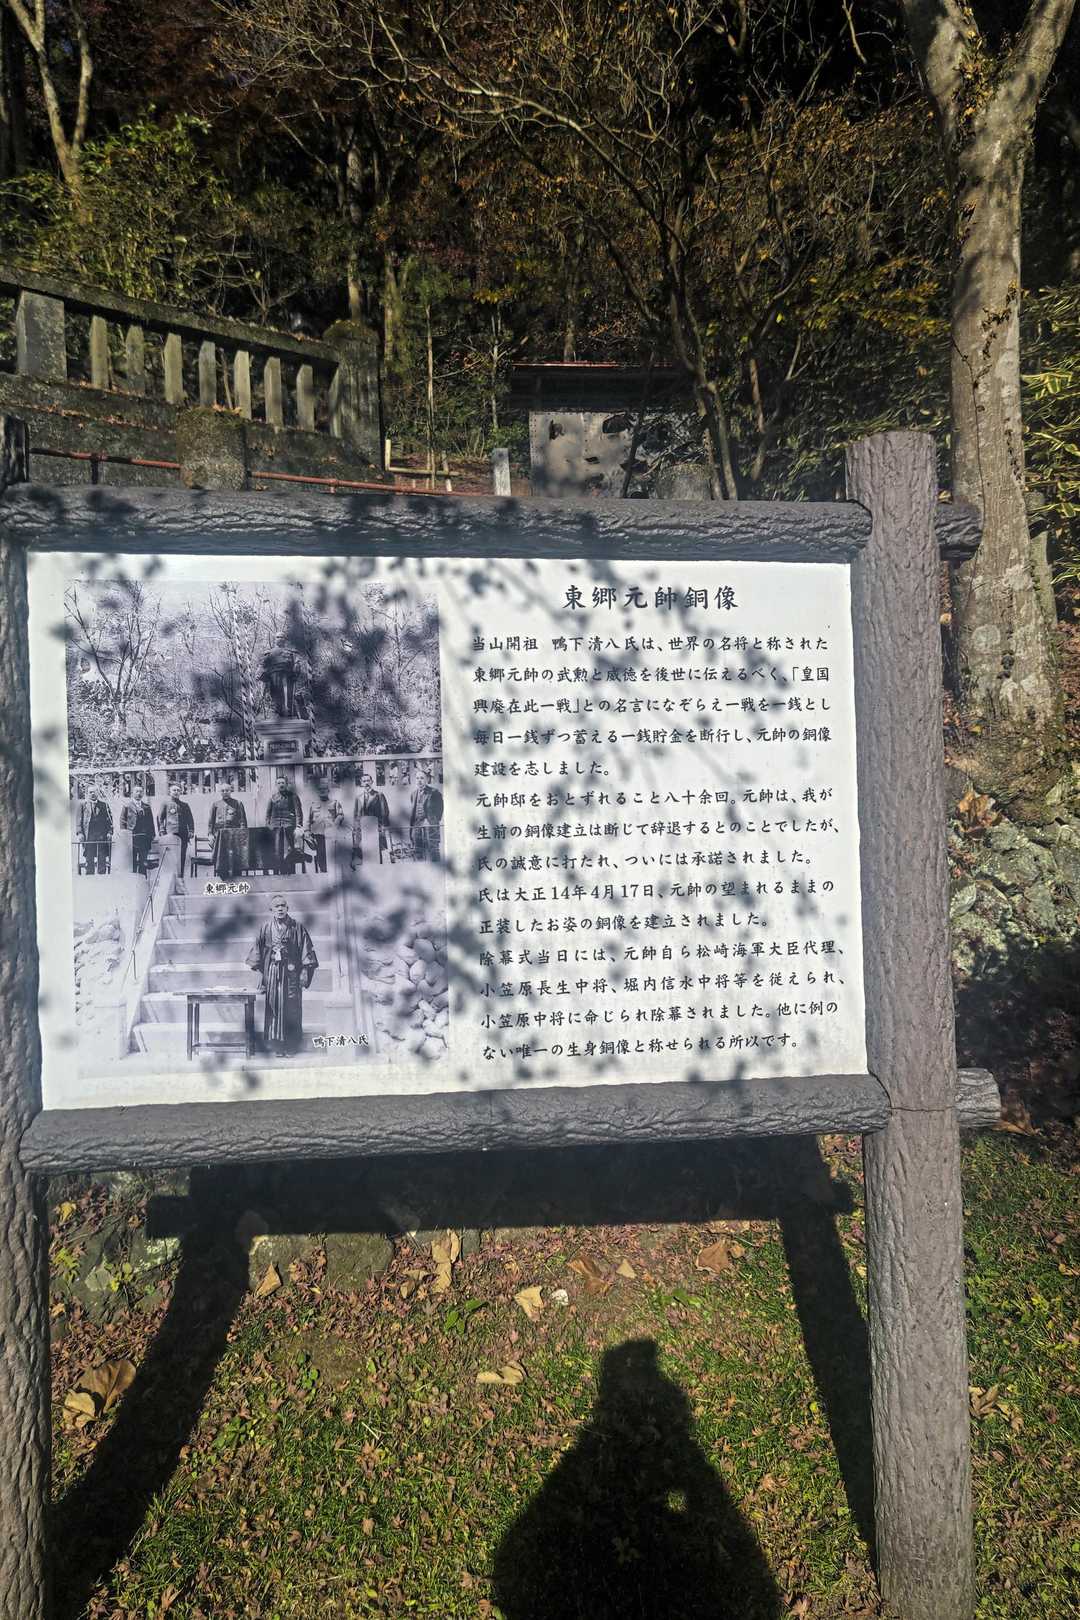 東郷元帥銅像
当山開祖 鴨下清八氏は、世界の名将と称された
東郷元帥の武勲と威徳を後世に伝えるべく、「皇国
興廃在此一戦」との名言になぞらえ一戦を一銭とし
毎日一銭ずつ蓄える一銭貯金を断行し、元帥の銅像
建設を志しました。
元帥邸をおとずれること八十余回。元帥は、我が
生前の銅像建立は断じて辞退するとのことでしたが、
氏の誠意に打たれ、ついには承諾されました。
氏は大正14年4月17日、元帥の望まれるままの
正装したお姿の銅像を建立されました。
除幕式当日には、元帥自ら松崎海軍大臣代理、
小笠原長生中将、堀内信水中将等を従えられ、
小笠原中将に命じられ除幕されました。他に例の
ない唯一の生身銅像と称せられる所以です。
東郷元帥
鴨下清八氏